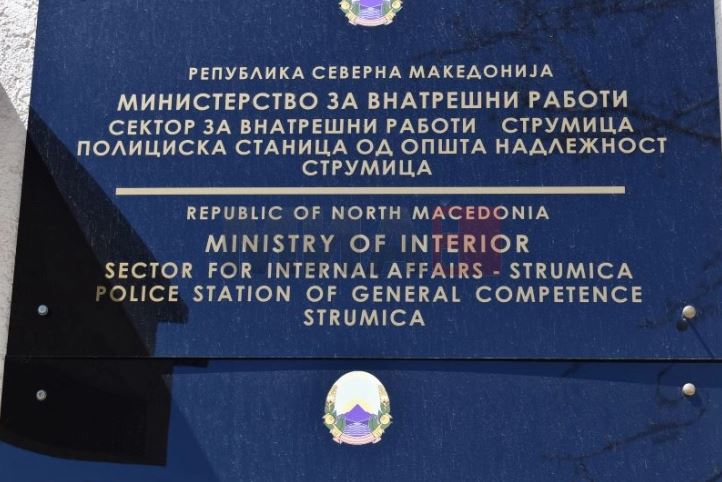 РЕПУБЛИКА СЕВЕРНА МАКЕДОНИЈА
МИНИСТЕРСТВО ЗА ВНАТРЕШНИ РАБОТИ
СЕКТОР ЗА ВНАТРЕШНИ РАБОТИ СТРУМИЦА
ПОЛИЦИСКА СТАНИЦА ОД ОПШТА НАДЛЕЖНОСТ
СТРУМИЦА
REPUBLIC OF NORTH MACEDONIA
MINISTRY OF INTERIOR
SECTOR FOR INTERNAL AFFAIRS - STRUMICA
POLICE STATION OF GENERAL COMPETENCE
STRUMICA